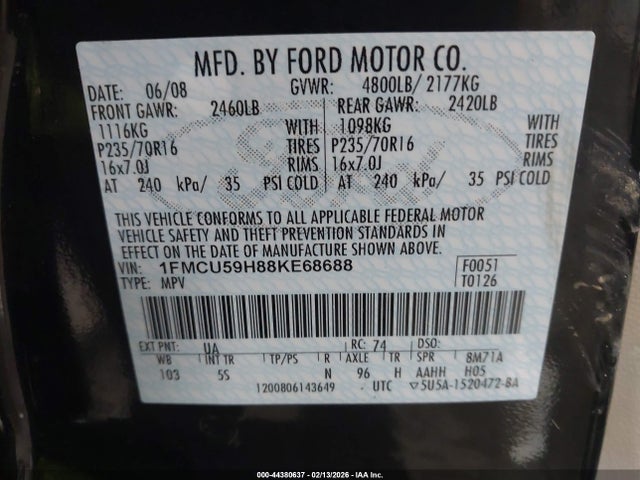 MFD. BY FORD MOTOR CO.
DATE: 06/08 GVWR: 4800LB/ 2177KG
FRONT GAWR: 2460LB REAR GAWR: 2420LB
1116KG WITH 1098KG WITH
P235/70R16 TIRES P235/70R16 TIRES
16x7.0J RIMS 16x7.0J RIMS
AT 240 kPa/ 35 PSI COLD AT 240 kPa/ 35 PSI COLD
THIS VEHICLE CONFORMS TO ALL APPLICABLE FEDERAL MOTOR
VEHICLE SAFETY AND THEFT PREVENTION STANDARDS IN
EFFECT ON THE DATE OF MANUFACTURE SHOWN ABOVE.
VIN: 1FMCU59H88KE68688 F0051
TYPE: MPV T0126
EXT PNT: UA RC: 74 DSO:
WB INT TR TP/PS R AXLE TR SPR 8M71A
103 5S N 96 H AAHH H05
1200806143649 - UTC ▽5U5A-1520472-BA
000-44380637 - 02/13/2026 - IAA Inc.